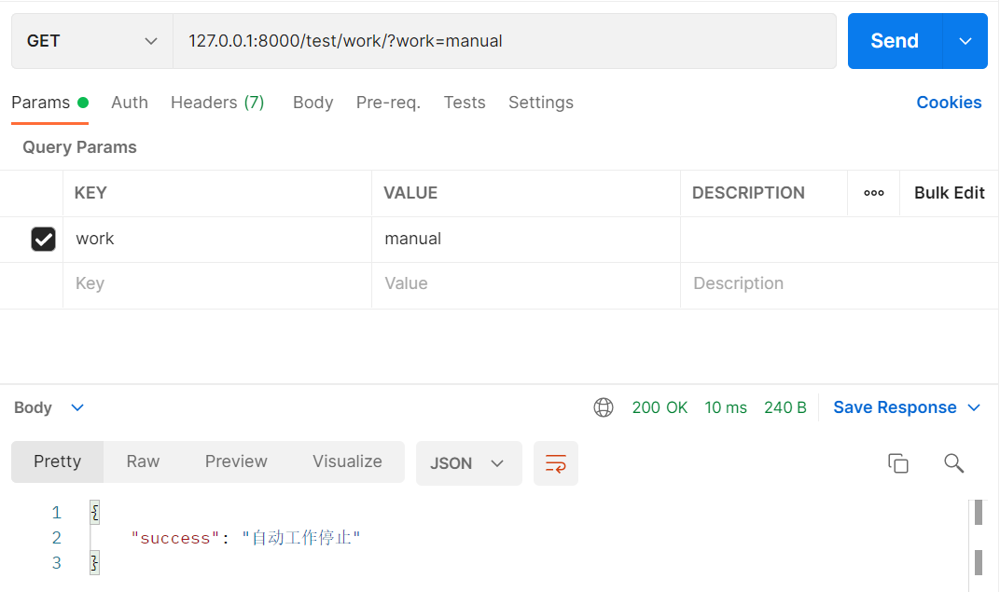 GET 127.0.0.1:8000/test/work/?work=manual Send
Params Auth Headers (7) Body Pre-req. Tests Settings Cookies
Query Params
KEY VALUE DESCRIPTION ooo Bulk Edit
work manual
Key Value Description
Body 200 OK 10 ms 240 B Save Response
Pretty Raw Preview Visualize JSON
1 {
2 "success": "自动工作停止"
3 }